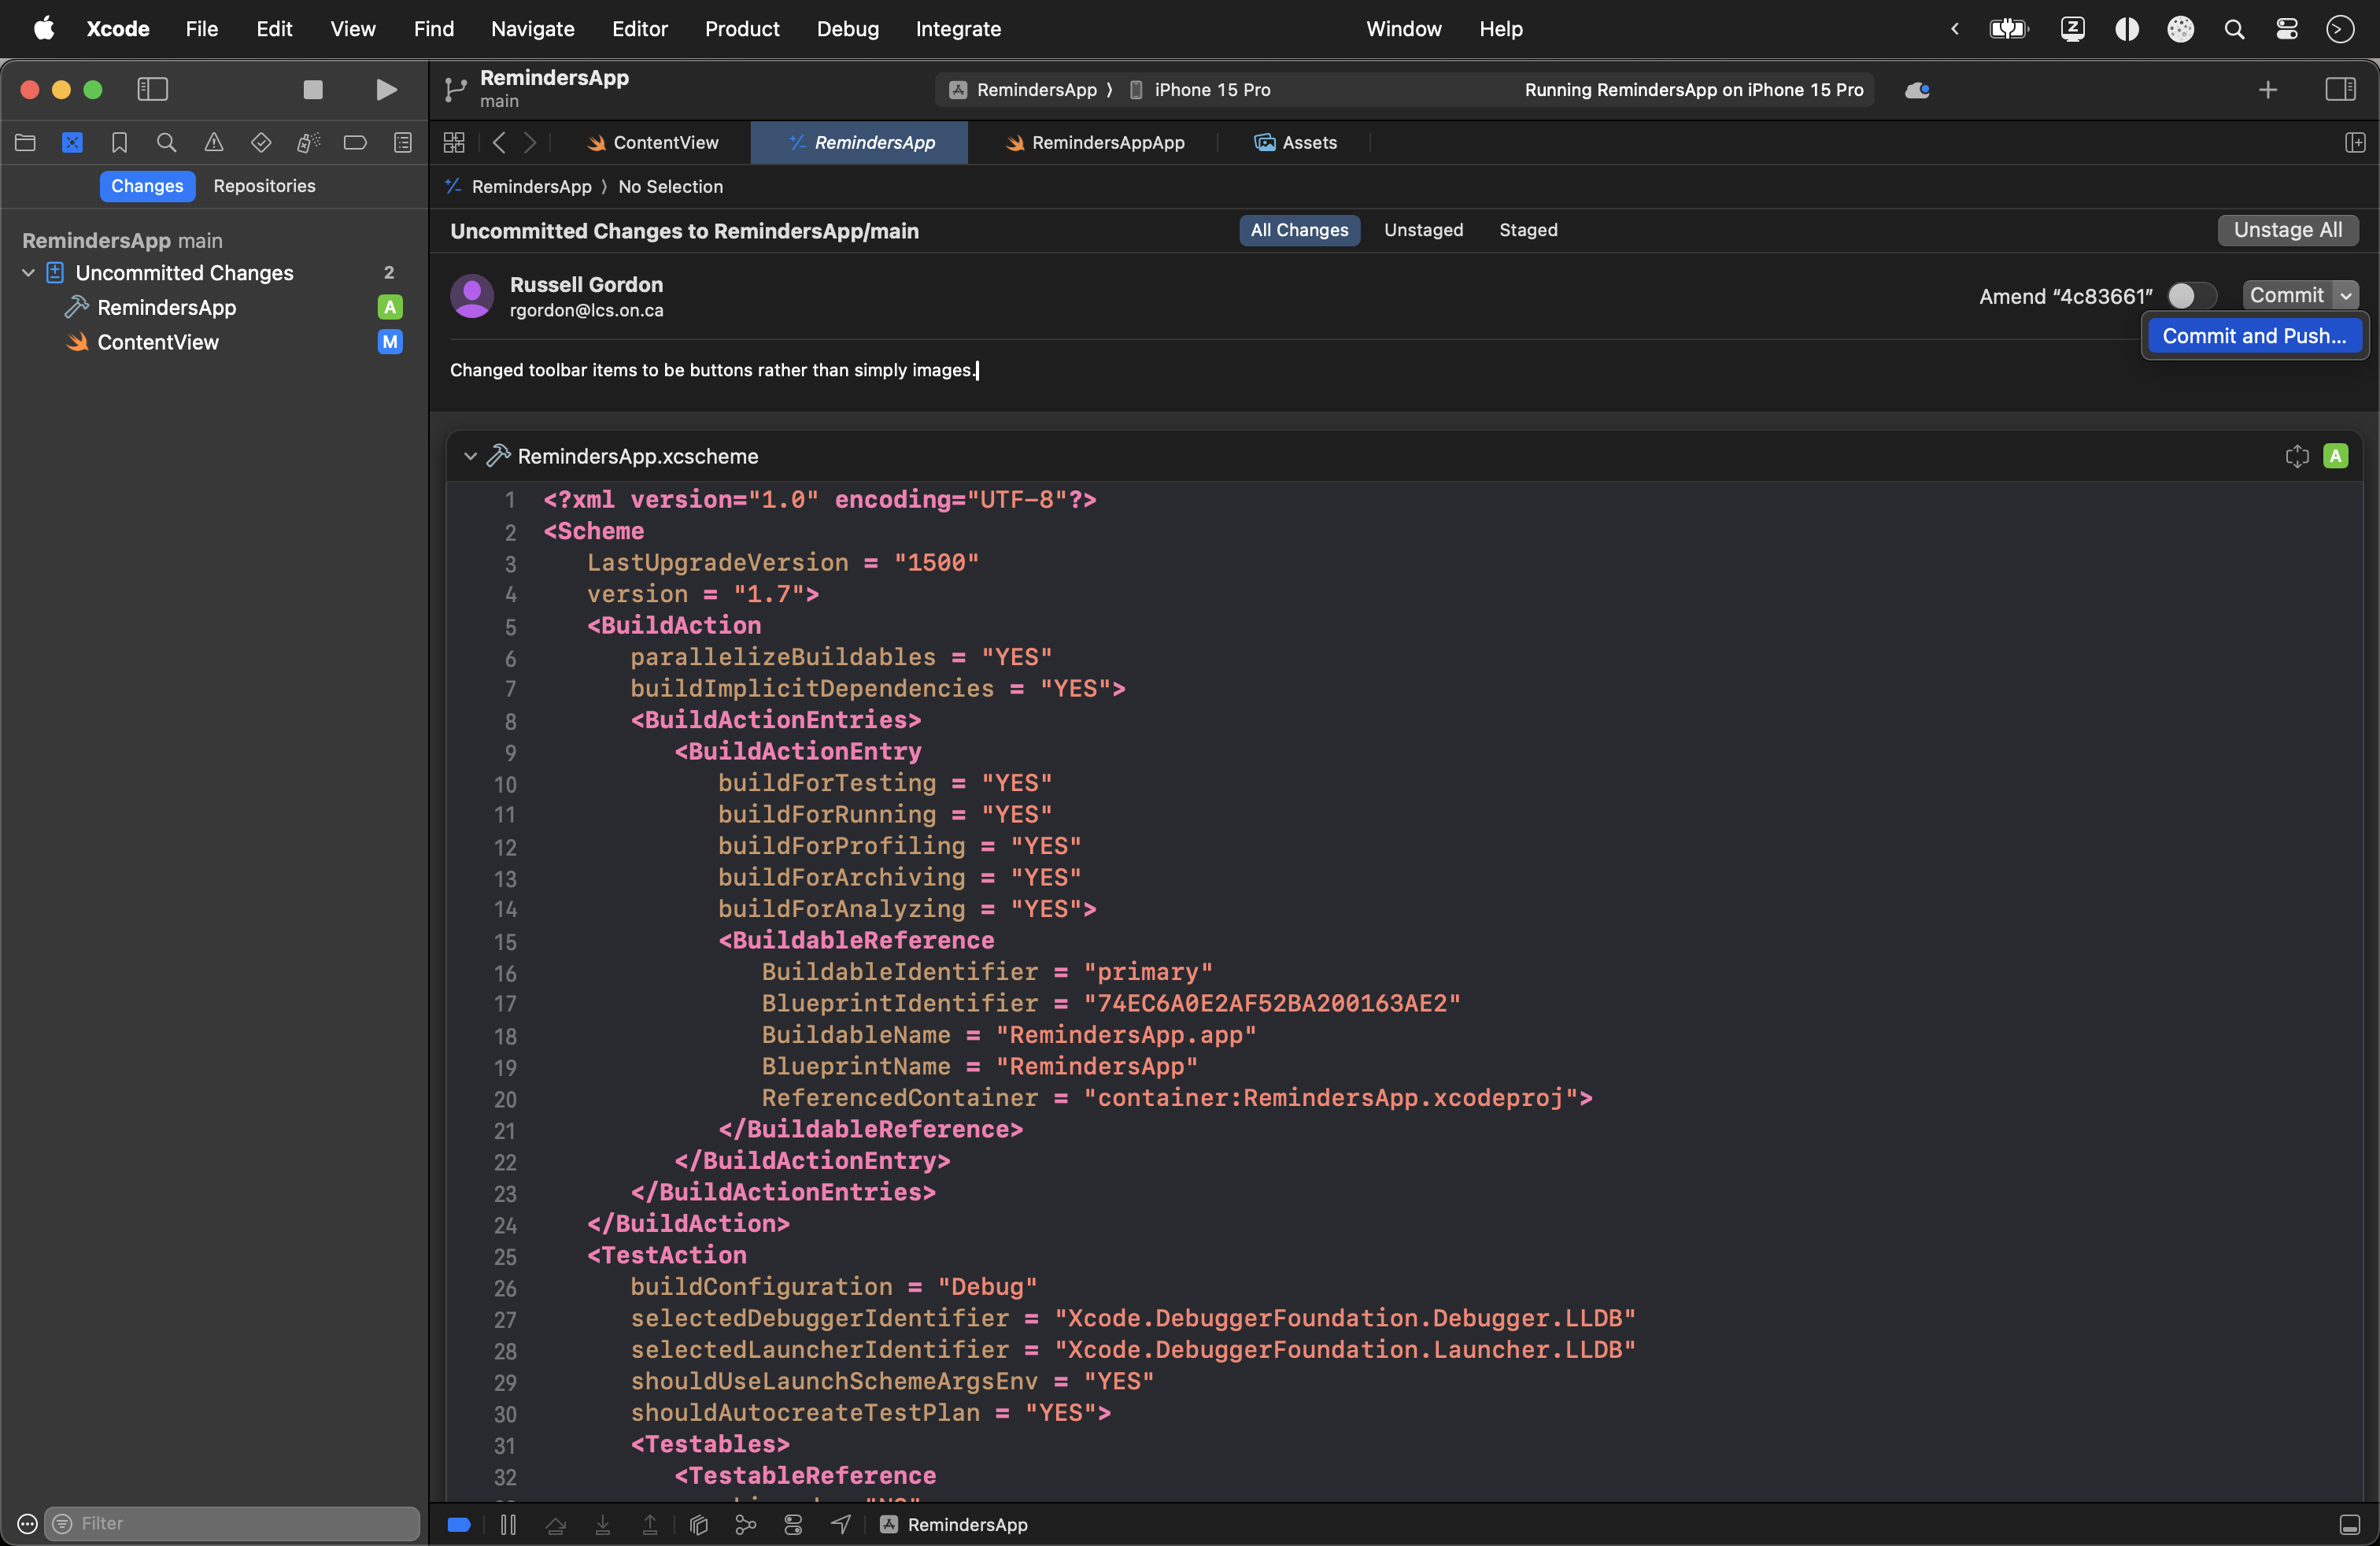 Xcode File Edit View Find Navigate Editor Product Debug Integrate Window Help
RemindersApp
main
RemindersApp ⟩ iPhone 15 Pro Running RemindersApp on iPhone 15 Pro
ContentView RemindersApp RemindersAppApp Assets
Changes Repositories
RemindersApp ⟩ No Selection
RemindersApp main
Uncommitted Changes 2
RemindersApp A
ContentView M
Uncommitted Changes to RemindersApp/main All Changes Unstaged Staged Unstage All
Russell Gordon
rgordon@lcs.on.ca
Amend “4c83661” Commit
Commit and Push...
Changed toolbar items to be buttons rather than simply images.
RemindersApp.xcscheme A
1 <?xml version="1.0" encoding="UTF-8"?>
2 <Scheme
3 LastUpgradeVersion = "1500"
4 version = "1.7">
5 <BuildAction
6 parallelizeBuildables = "YES"
7 buildImplicitDependencies = "YES">
8 <BuildActionEntries>
9 <BuildActionEntry
10 buildForTesting = "YES"
11 buildForRunning = "YES"
12 buildForProfiling = "YES"
13 buildForArchiving = "YES"
14 buildForAnalyzing = "YES">
15 <BuildableReference
16 BuildableIdentifier = "primary"
17 BlueprintIdentifier = "74EC6A0E2AF52BA200163AE2"
18 BuildableName = "RemindersApp.app"
19 BlueprintName = "RemindersApp"
20 ReferencedContainer = "container:RemindersApp.xcodeproj">
21 </BuildableReference>
22 </BuildActionEntry>
23 </BuildActionEntries>
24 </BuildAction>
25 <TestAction
26 buildConfiguration = "Debug"
27 selectedDebuggerIdentifier = "Xcode.DebuggerFoundation.Debugger.LLDB"
28 selectedLauncherIdentifier = "Xcode.DebuggerFoundation.Launcher.LLDB"
29 shouldUseLaunchSchemeArgsEnv = "YES"
30 shouldAutocreateTestPlan = "YES">
31 <Testables>
32 <TestableReference
Filter
RemindersApp